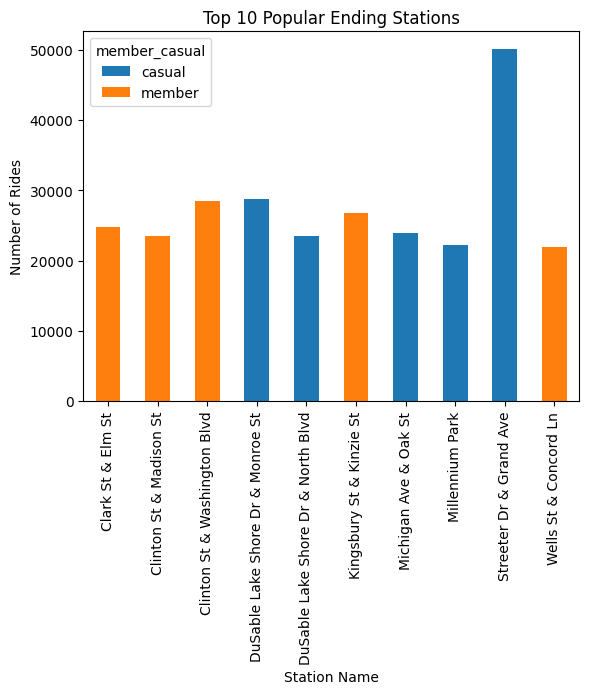 Top 10 Popular Ending Stations
member_casual
casual
member
Number of Rides
50000
40000
30000
20000
10000
0
Clark St & Elm St
Clinton St & Madison St
Clinton St & Washington Blvd
DuSable Lake Shore Dr & Monroe St
DuSable Lake Shore Dr & North Blvd
Kingsbury St & Kinzie St
Michigan Ave & Oak St
Millennium Park
Streeter Dr & Grand Ave
Wells St & Concord Ln
Station Name